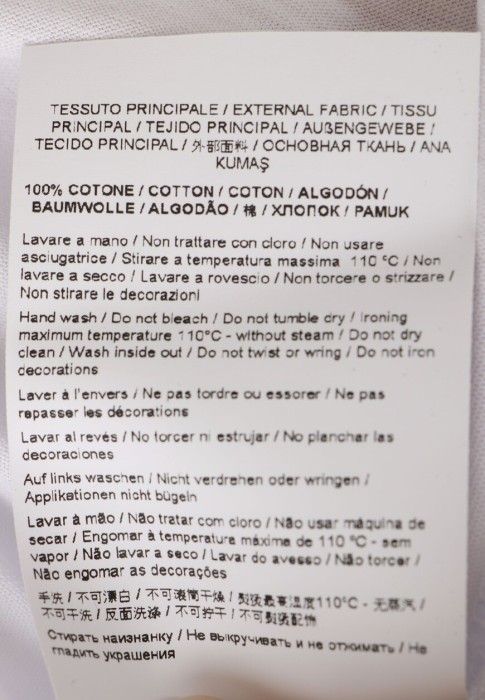 TESSUTO PRINCIPALE / EXTERNAL FABRIC / TISSU
PRINCIPAL / TEJIDO PRINCIPAL / AUßENGEWEBE /
TECIDO PRINCIPAL / 外部面料 / ОСНОВНАЯ ТКАНЬ / ANA
KUMAŞ
100% COTONE / COTTON / COTON / ALGODÓN /
BAUMWOLLE / ALGODÃO / 棉 / ХЛОПОК / PAMUK
Lavare a mano / Non trattare con cloro / Non usare
asciugatrice / Stirare a temperatura massima 110 °C / Non
lavare a secco / Lavare a rovescio / Non torcere o strizzare /
Non stirare le decorazioni
Hand wash / Do not bleach / Do not tumble dry / Ironing
maximum temperature 110°C - without steam / Do not dry
clean / Wash inside out / Do not twist or wring / Do not iron
decorations
Laver à l'envers / Ne pas tordre ou essorer / Ne pas
repasser les décorations
Lavar al revés / No torcer ni estrujar / No planchar las
decoraciones
Auf links waschen / Nicht verdrehen oder wringen /
Applikationen nicht bügeln
Lavar à mão / Não tratar com cloro / Não usar máquina de
secar / Engomar à temperatura máxima de 110 °C - sem
vapor / Não lavar a seco / Lavar do avesso / Não torcer /
Não engomar as decorações
手洗 / 不可漂白 / 不可滚筒干燥 / 熨烫最高温度110°C - 无蒸汽 /
不可干洗 / 反面洗涤 / 不可拧干 / 不可熨烫配饰
Стирать наизнанку / Не выкручивать и не отжимать / Не
гладить украшения